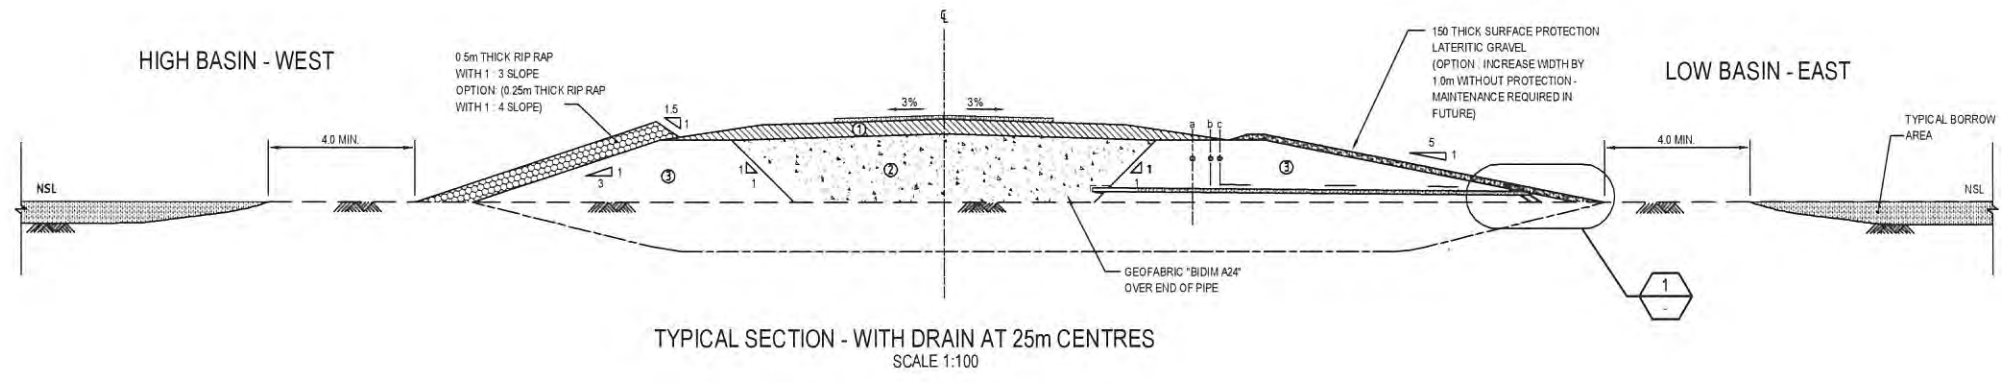 ℄
HIGH BASIN - WEST
0.5m THICK RIP RAP
WITH 1 : 3 SLOPE
OPTION: (0.25m THICK RIP RAP
WITH 1 : 4 SLOPE)
150 THICK SURFACE PROTECTION
LATERITIC GRAVEL
(OPTION : INCREASE WIDTH BY
1.0m WITHOUT PROTECTION -
MAINTENANCE REQUIRED IN
FUTURE)
LOW BASIN - EAST
TYPICAL BORROW
AREA
1.5
1
3%
3%
a b c
1
5
1
4.0 MIN.
4.0 MIN.
NSL
3
1
3
1
1
2
1
1
3
NSL
GEOFABRIC "BIDIM A24"
OVER END OF PIPE
1
-
TYPICAL SECTION - WITH DRAIN AT 25m CENTRES
SCALE 1:100